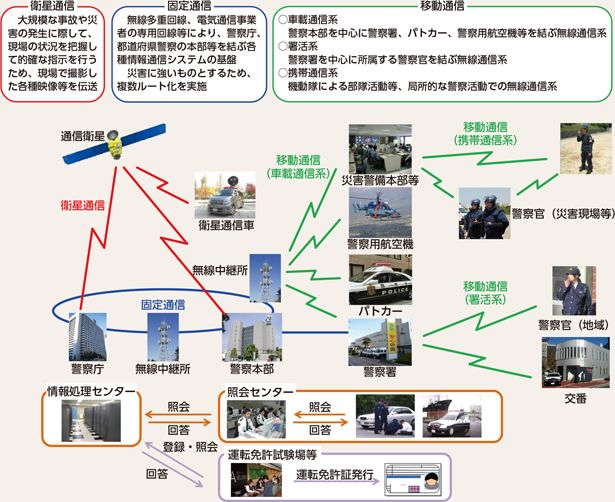 衛星通信
大規模な事故や災
害の発生に際して、
現場の状況を把握し
て的確な指示を行う
ため、現場で撮影し
た各種映像等を伝送
固定通信
無線多重回線、電気通信事業
者の専用回線等により、警察庁、
都道府県警察の本部等を結ぶ各
種情報通信システムの基盤
災害に強いものとするため、
複数ルート化を実施
移動通信
○車載通信系
警察本部を中心に警察署、パトカー、警察用航空機等を結ぶ無線通信系
○署活系
警察署を中心に所属する警察官を結ぶ無線通信系
○携帯通信系
機動隊による部隊活動等、局所的な警察活動での無線通信系
通信衛星
衛星通信
衛星通信車
移動通信
(車載通信系)
災害警備本部等
移動通信
(携帯通信系)
警察官(災害現場等)
警察用航空機
無線中継所
固定通信
POLICE
パトカー
移動通信
(署活系)
警察官(地域)
警察庁
無線中継所
警察本部
警察署
交番
情報処理センター
照会
回答
照会センター
照会
回答
登録・照会
回答
運転免許試験場等
運転免許証発行